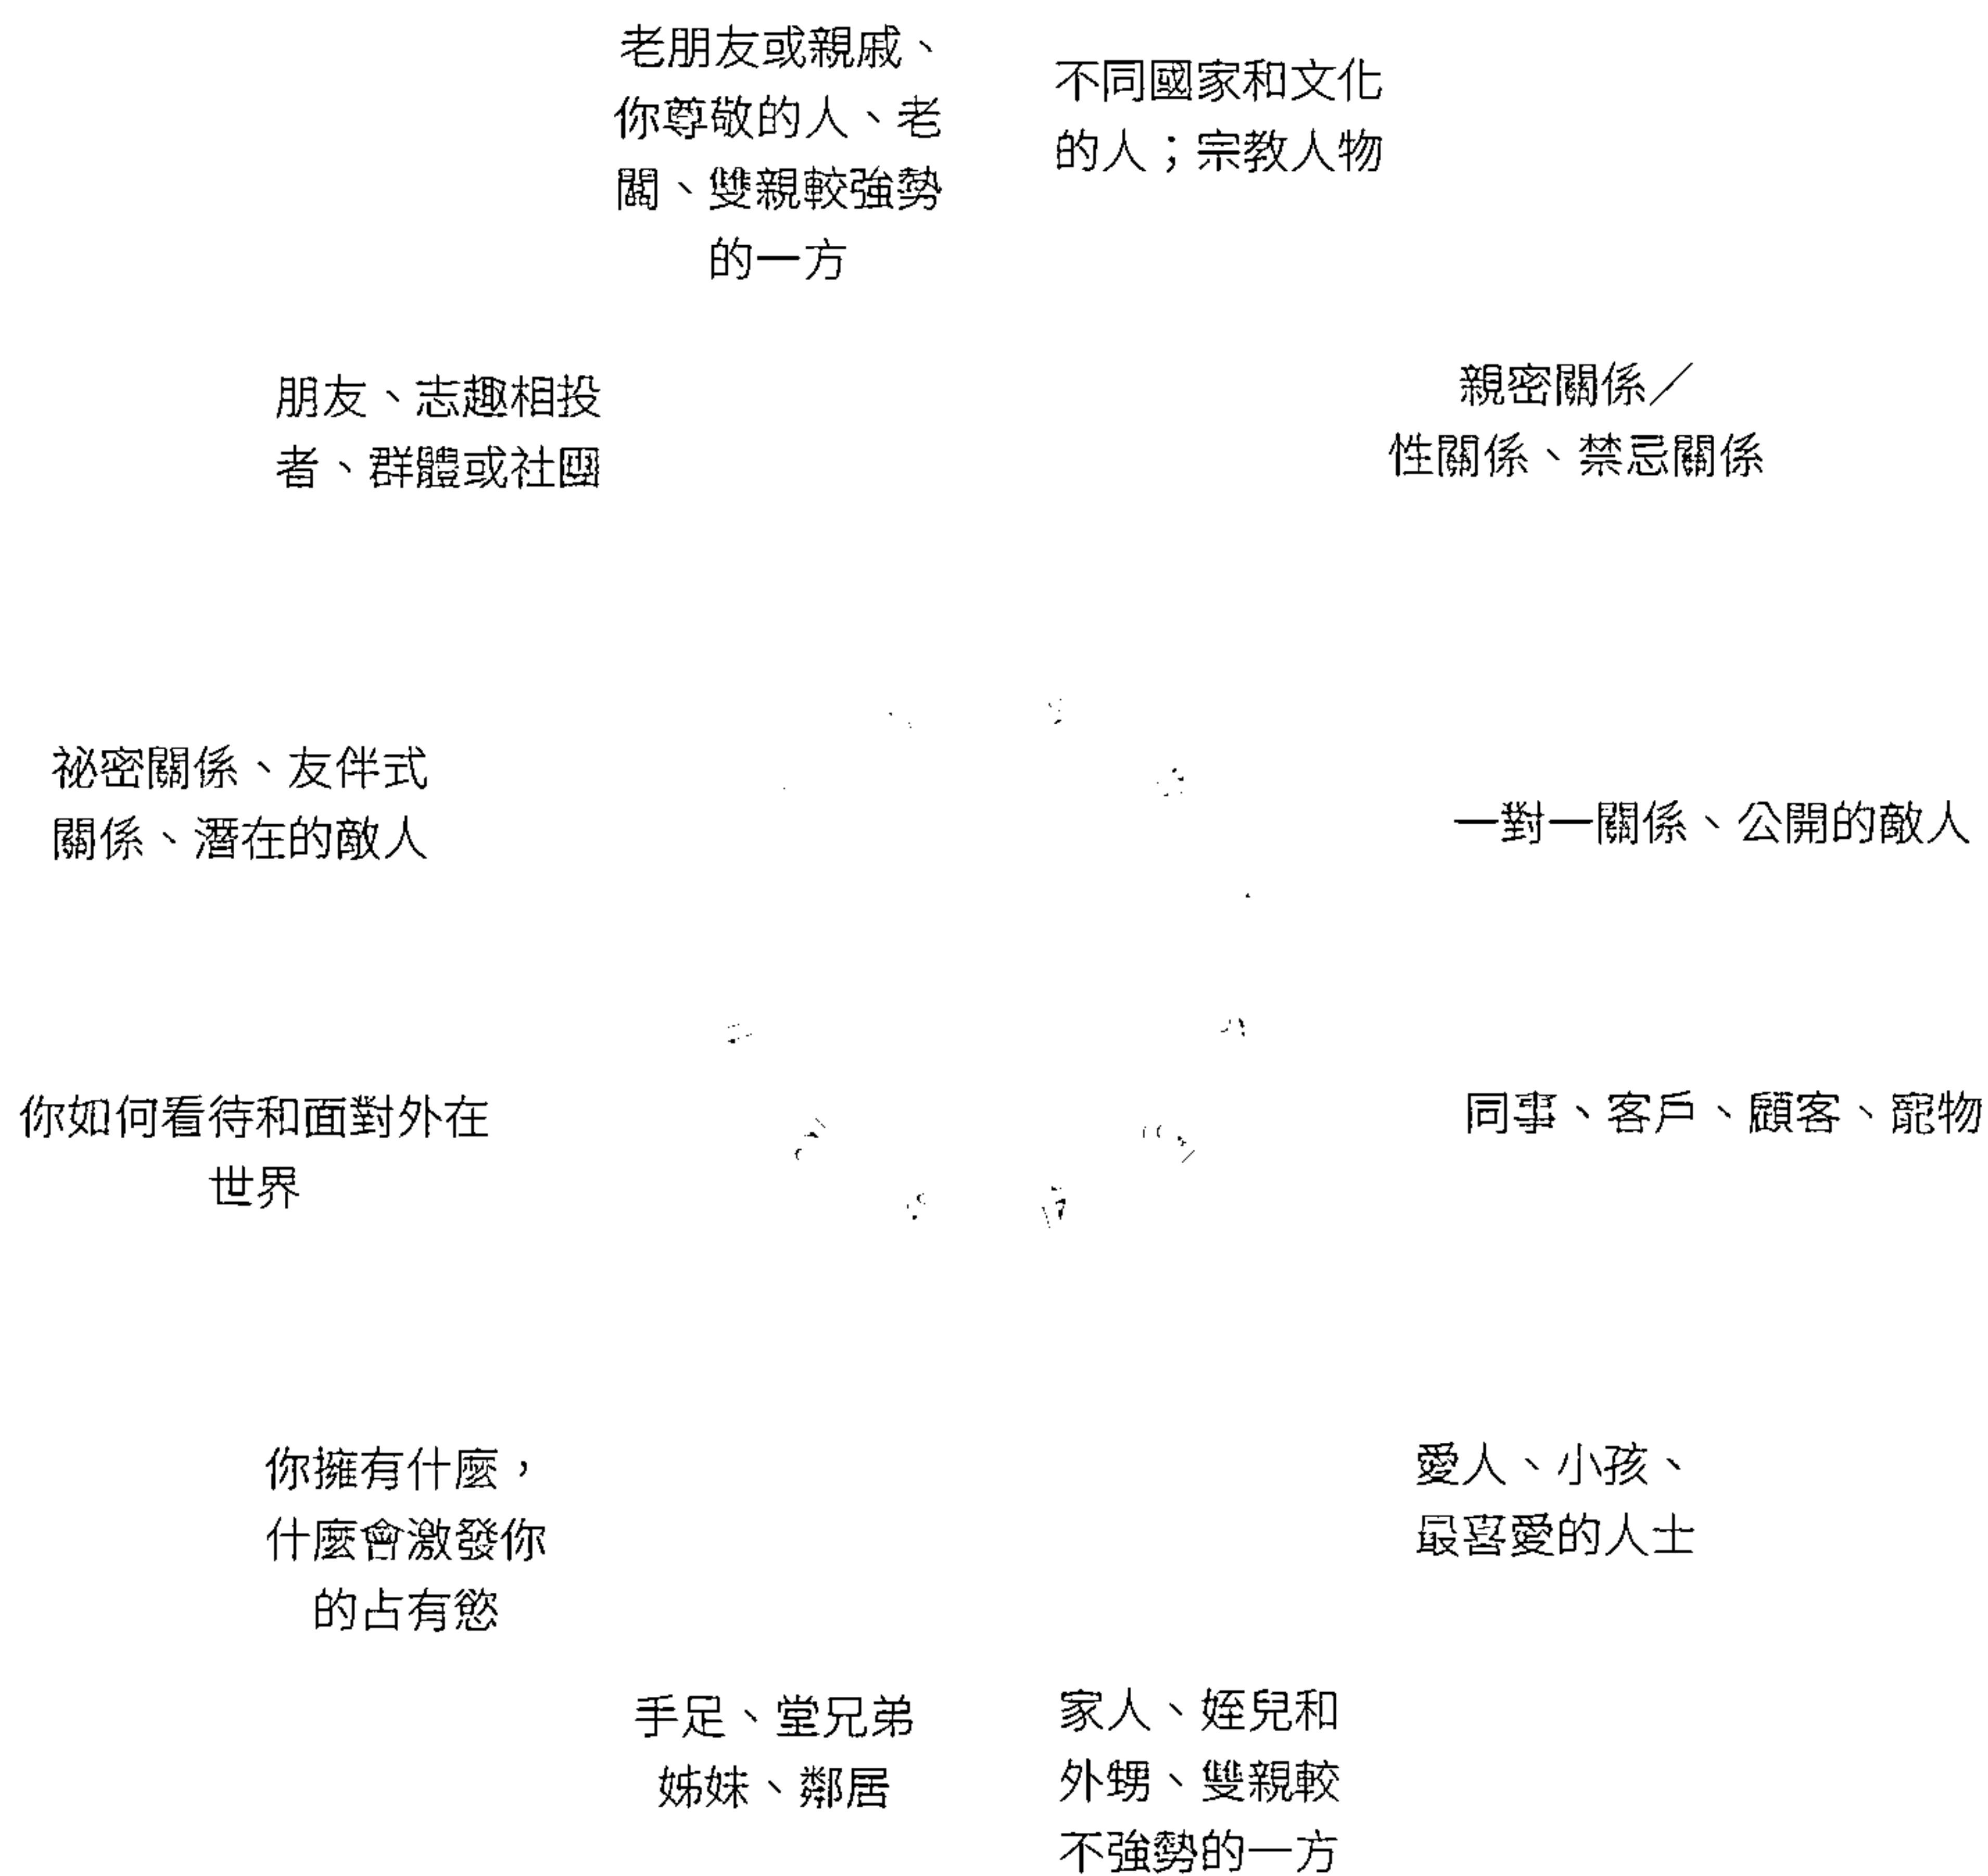 老朋友或親戚、
你尊敬的人、老
闆、雙親較強勢
的一方
不同國家和文化
的人；宗教人物
朋友、志趣相投
者、群體或社團
親密關係／
性關係、禁忌關係
祕密關係、友伴式
關係、潛在的敵人
一對一關係、公開的敵人
你如何看待和面對外在
世界
同事、客戶、顧客、寵物
你擁有什麼，
什麼會激發你
的占有慾
愛人、小孩、
最喜愛的人士
手足、堂兄弟
姊妹、鄰居
家人、姪兒和
外甥、雙親較
不強勢的一方